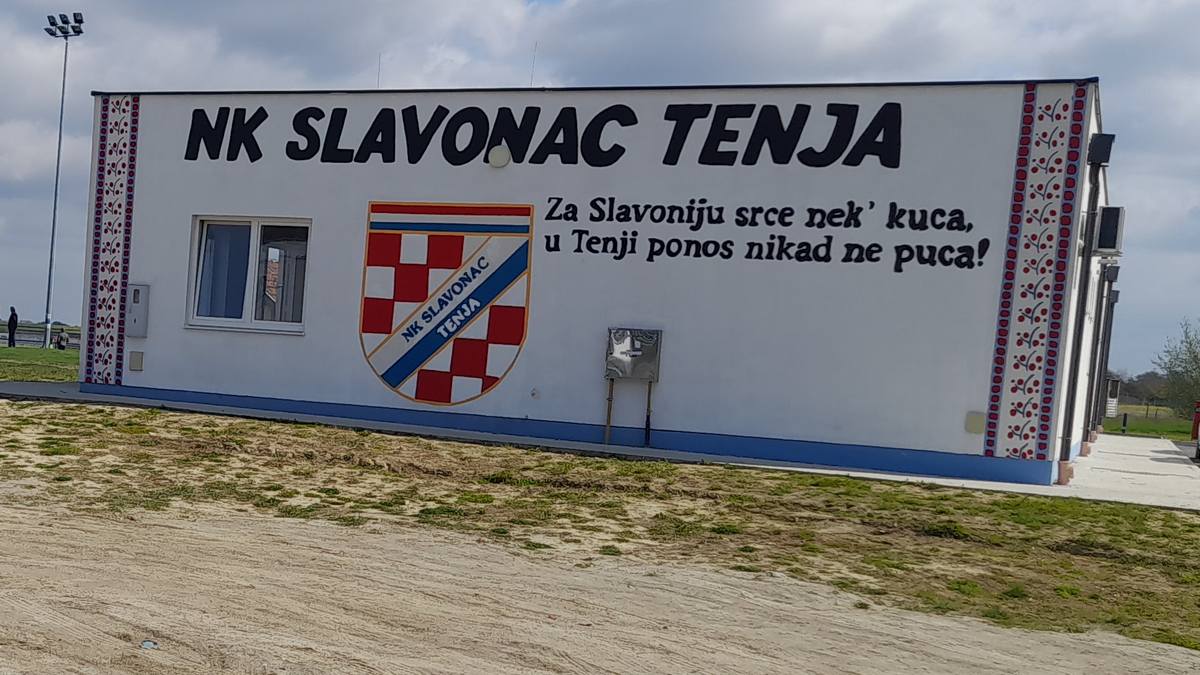 NK SLAVONAC TENJA
Za Slavoniju srce nek' kuca,
u Tenji ponos nikad ne puca!
NK SLAVONAC
TENJA